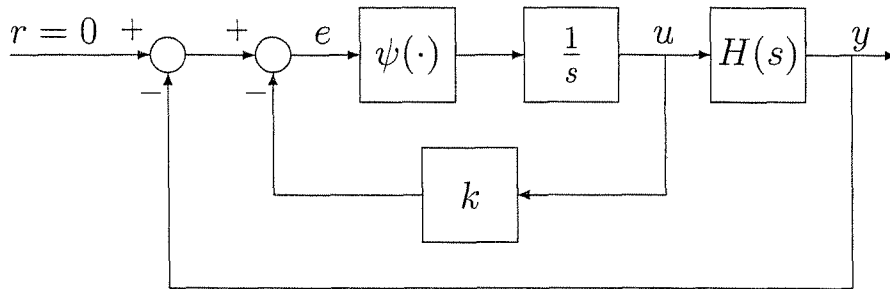 r = 0 + + e ψ(·) 1/s u H(s) y
− −
k